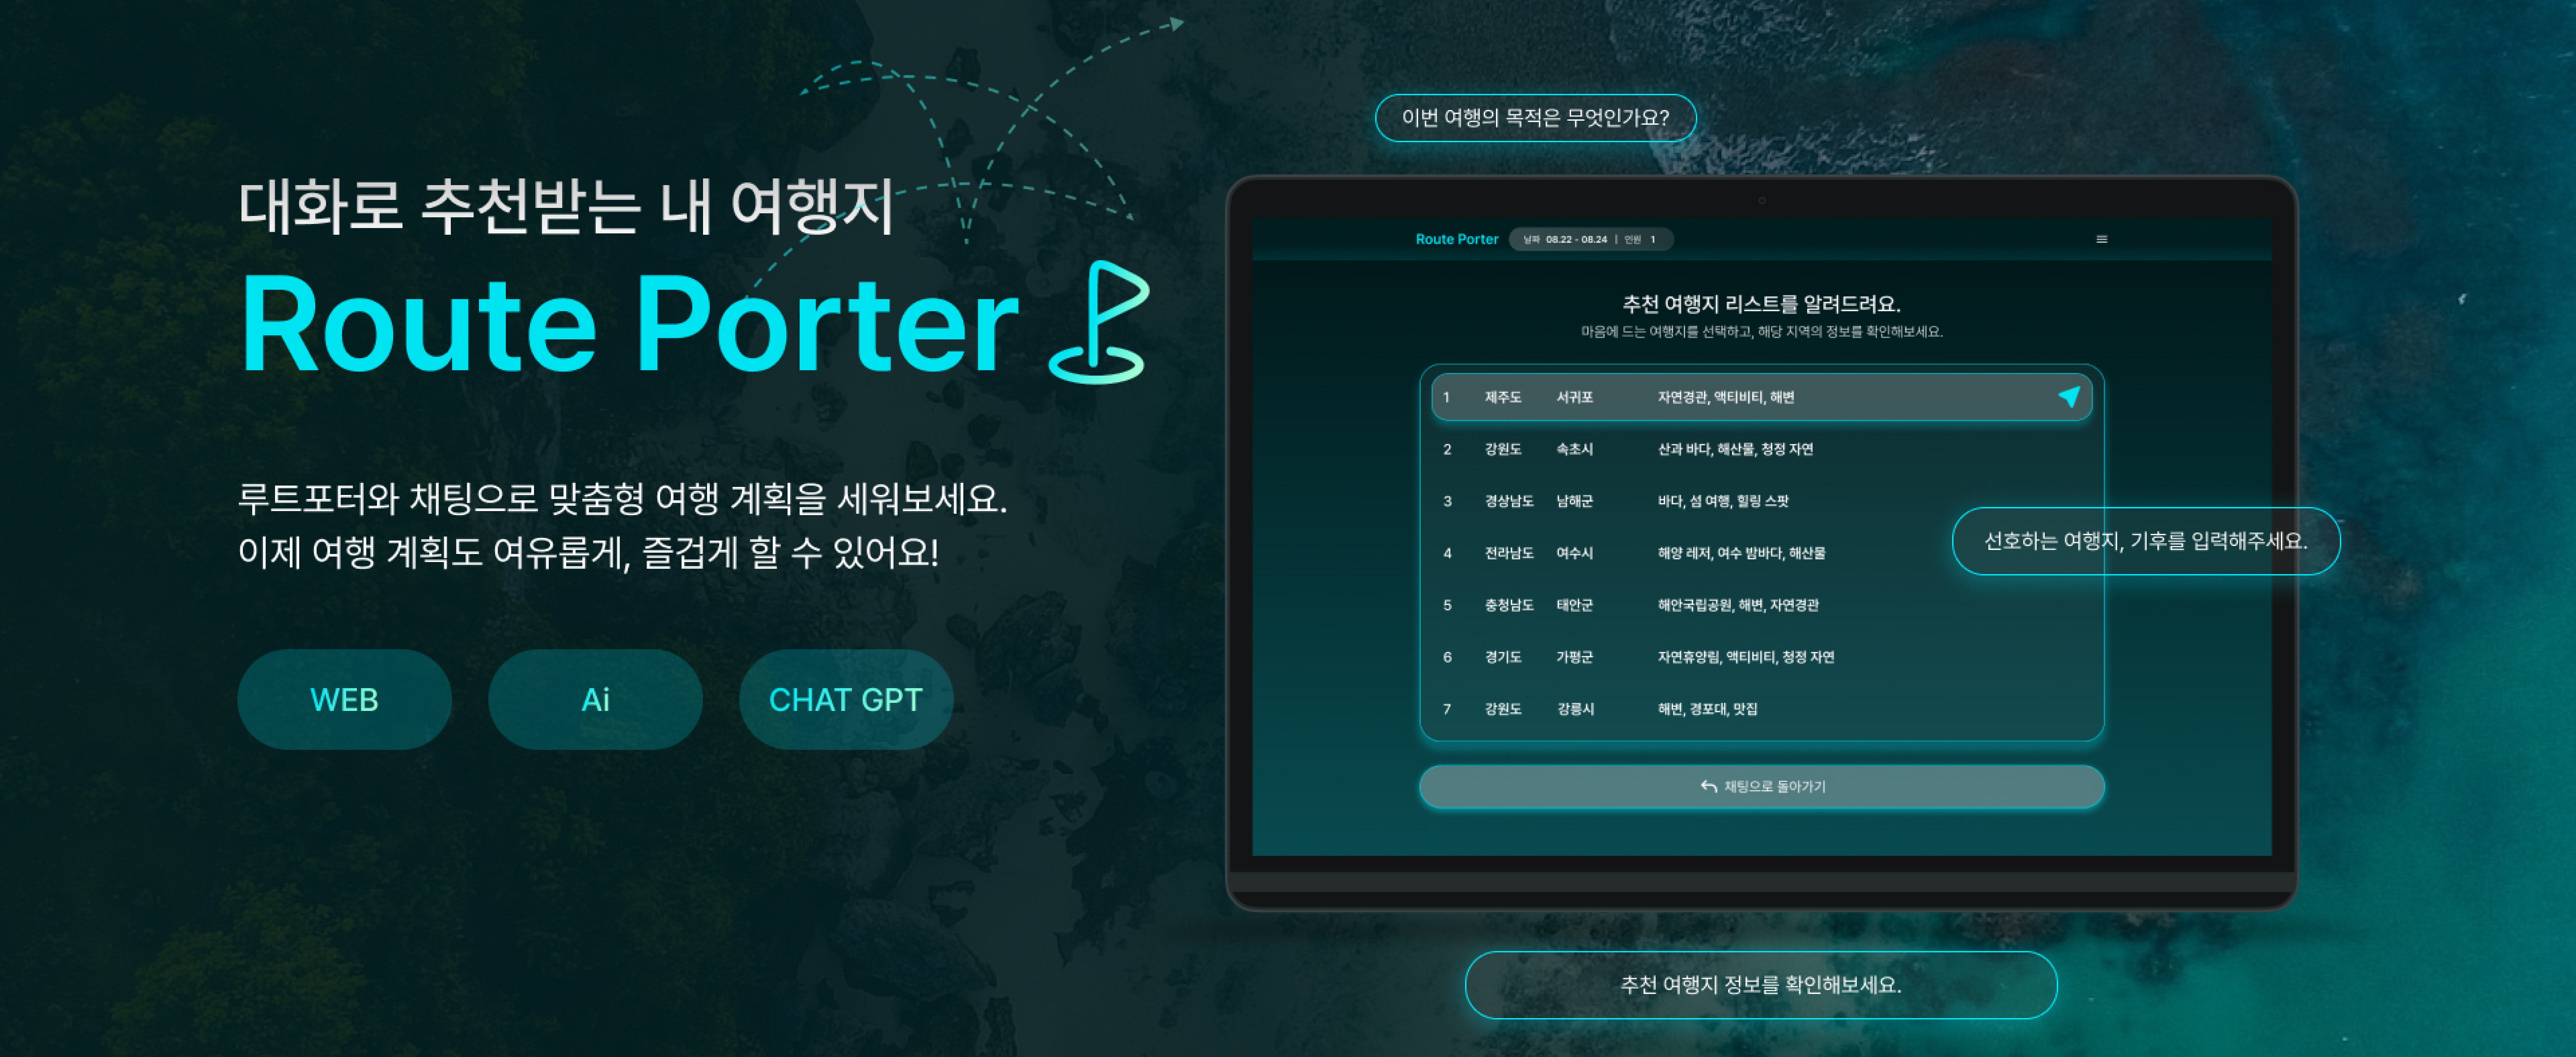 대화로 추천받는 내 여행지
Route Porter
루트포터와 채팅으로 맞춤형 여행 계획을 세워보세요.
이제 여행 계획도 여유롭게, 즐겁게 할 수 있어요!
WEB
Ai
CHAT GPT
이번 여행의 목적은 무엇인가요?
Route Porter 날짜 08.22 - 08.24 | 인원 1
추천 여행지 리스트를 알려드려요.
마음에 드는 여행지를 선택하고, 해당 지역의 정보를 확인해보세요.
1 제주도 서귀포 자연경관, 액티비티, 해변
2 강원도 속초시 산과 바다, 해산물, 청정 자연
3 경상남도 남해군 바다, 섬 여행, 힐링 스팟
4 전라남도 여수시 해양 레저, 여수 밤바다, 해산물
5 충청남도 태안군 해안국립공원, 해변, 자연경관
6 경기도 가평군 자연휴양림, 액티비티, 청정 자연
7 강원도 강릉시 해변, 경포대, 맛집
선호하는 여행지, 기후를 입력해주세요.
채팅으로 돌아가기
추천 여행지 정보를 확인해보세요.